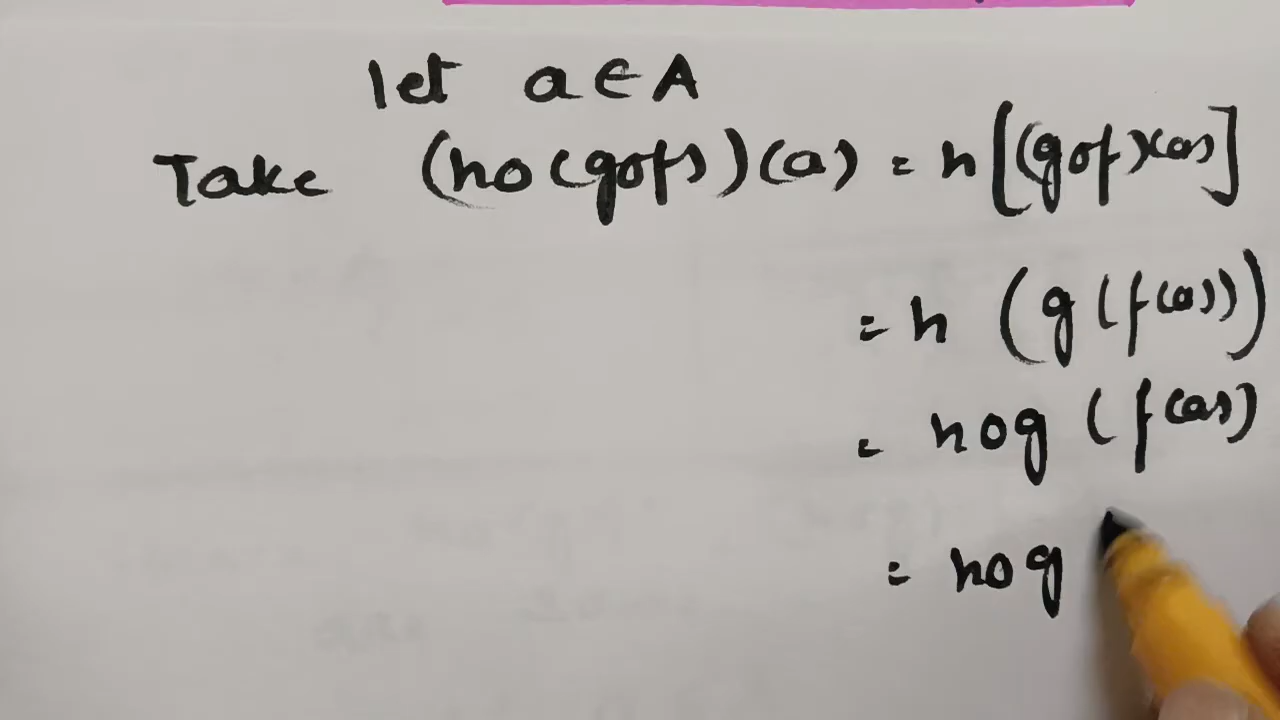 let a ∈ A
Take (ho(gof))(a) = h[(gof)(a)]
= h (g(f(a)))
= hog (f(a))
= hog